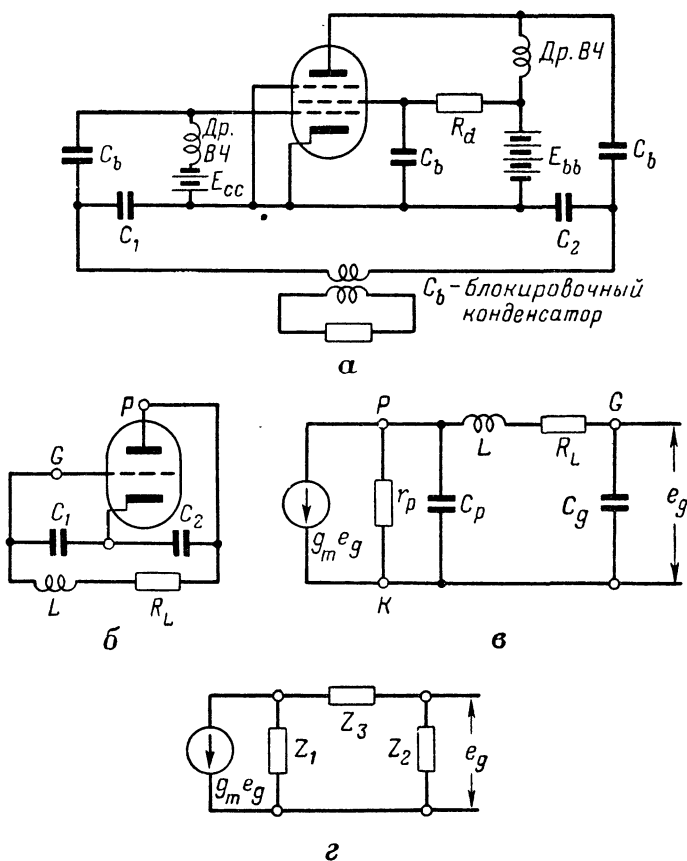 Др. ВЧ
Др.
ВЧ
C_b
E_cc
C_1
R_d
C_b
E_bb
C_b
C_2
C_b – блокировочный
конденсатор
а
P
G
C_1
C_2
L
R_L
б
P
G
L
R_L
r_p
C_p
C_g
e_g
g_m e_g
K
в
Z_3
Z_1
Z_2
e_g
g_m e_g
г